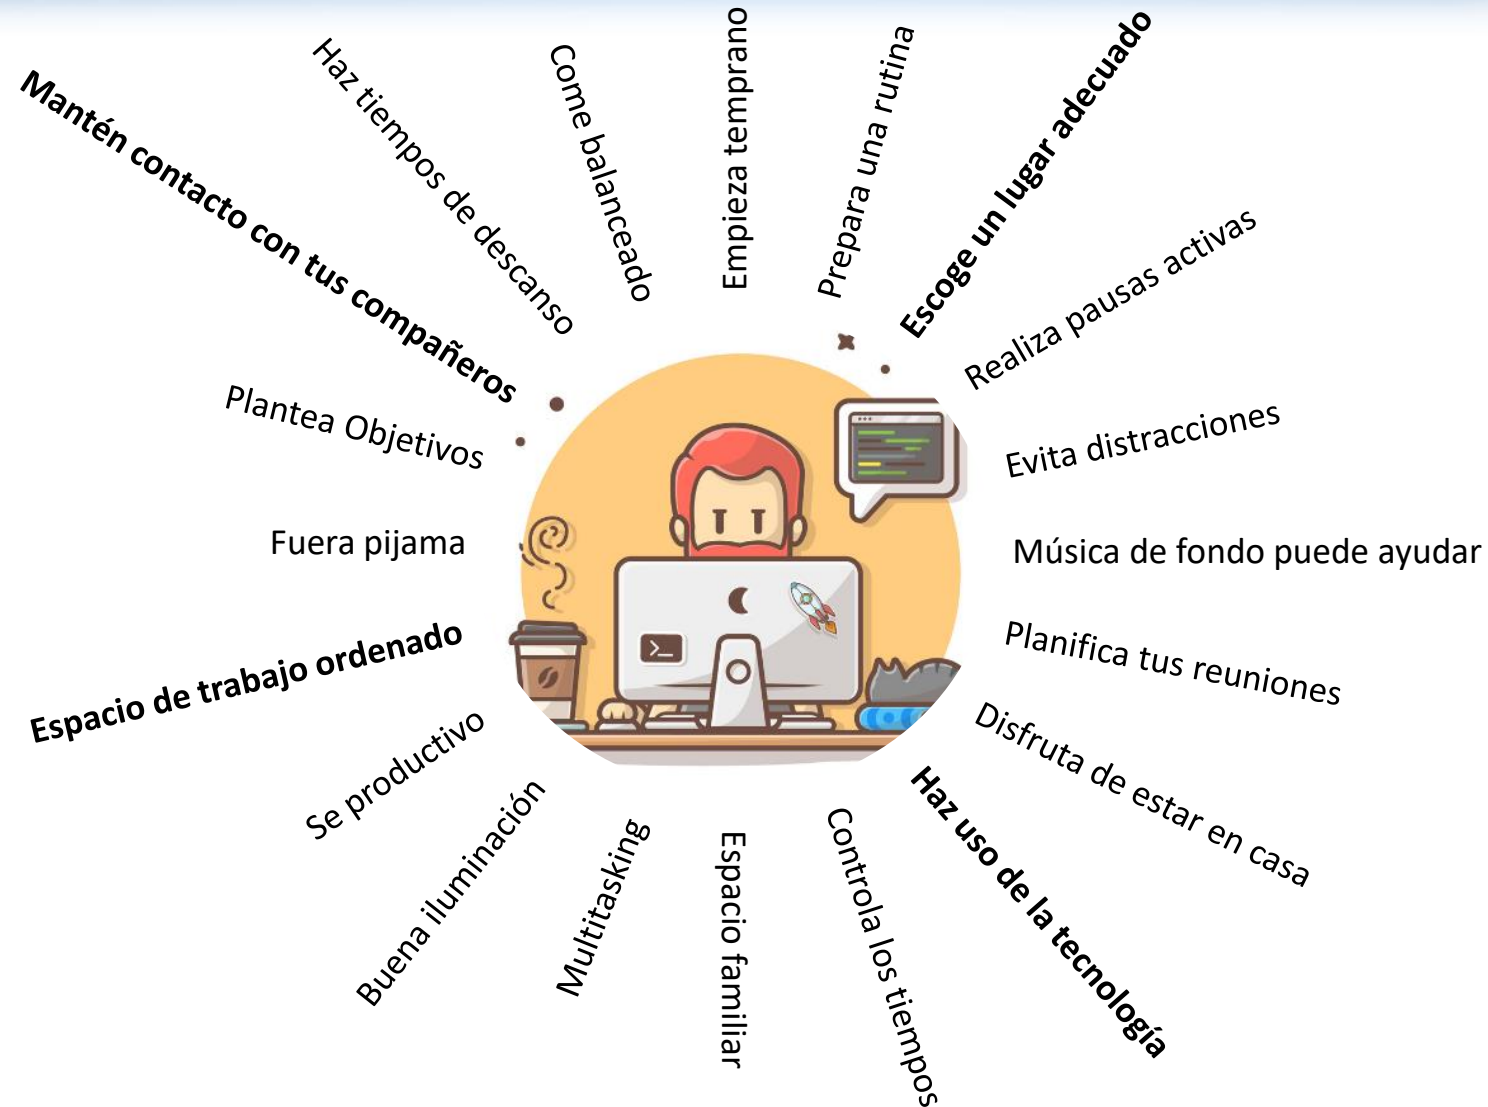 Empieza temprano
Prepara una rutina
Escoge un lugar adecuado
Realiza pausas activas
Evita distracciones
Música de fondo puede ayudar
Planifica tus reuniones
Disfruta de estar en casa
Haz uso de la tecnología
Controla los tiempos
Espacio familiar
Multitasking
Buena iluminación
Se productivo
Espacio de trabajo ordenado
Fuera pijama
Plantea Objetivos
Mantén contacto con tus compañeros
Haz tiempos de descanso
Come balanceado